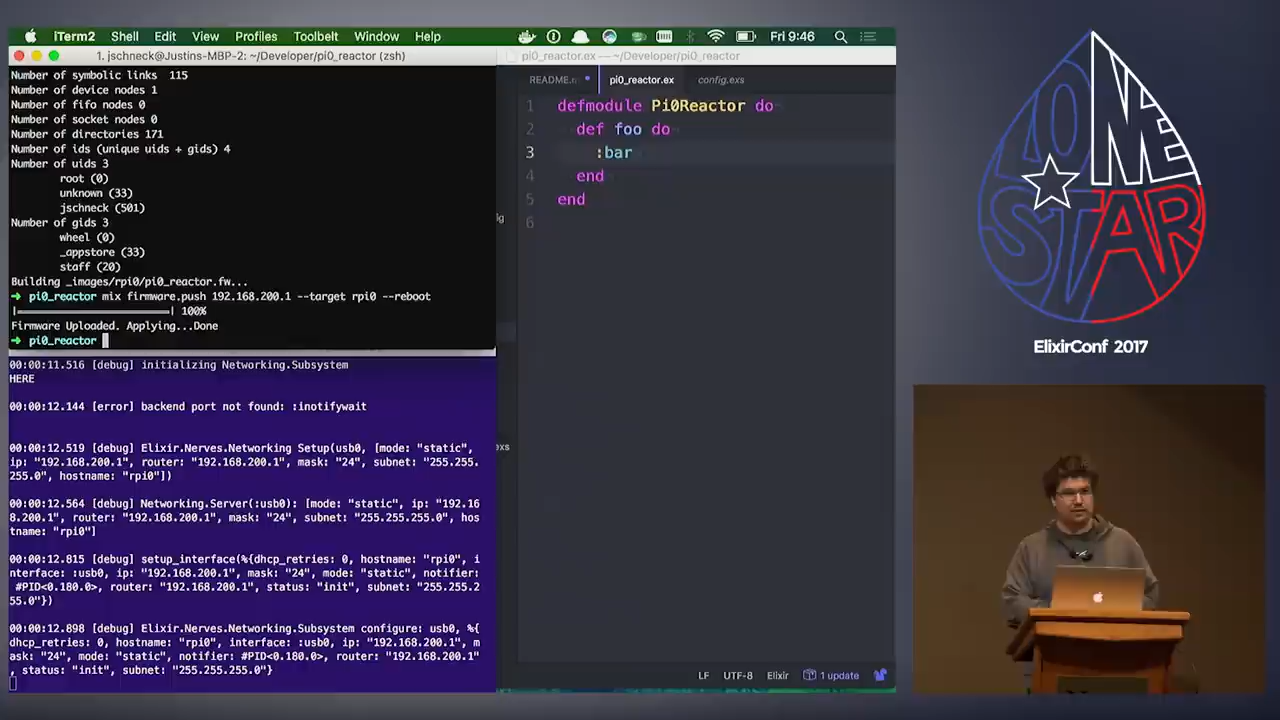 iTerm2 Shell Edit View Profiles Toolbelt Window Help Fri 9:46
1. jschneck@Justins-MBP-2: ~/Developer/pi0_reactor (zsh)
Number of symbolic links 115
Number of device nodes 1
Number of fifo nodes 0
Number of socket nodes 0
Number of directories 171
Number of ids (unique uids + gids) 4
Number of uids 3
root (0)
unknown (33)
jschneck (501)
Number of gids 3
wheel (0)
_appstore (33)
staff (20)
Building _images/rpi0/pi0_reactor.fw...
➜ pi0_reactor mix firmware.push 192.168.200.1 --target rpi0 --reboot
|====================| 100%
Firmware Uploaded. Applying...Done
➜ pi0_reactor
00:00:11.516 [debug] initializing Networking.Subsystem
HERE
00:00:12.144 [error] backend port not found: :inotifywait
00:00:12.519 [debug] Elixir.Nerves.Networking Setup(usb0, [mode: "static",
ip: "192.168.200.1", router: "192.168.200.1", mask: "24", subnet: "255.255.
255.0", hostname: "rpi0"])
00:00:12.564 [debug] Networking.Server(:usb0): [mode: "static", ip: "192.16
8.200.1", router: "192.168.200.1", mask: "24", subnet: "255.255.255.0", hos
tname: "rpi0"]
00:00:12.815 [debug] setup_interface(%{dhcp_retries: 0, hostname: "rpi0", i
nterface: :usb0, ip: "192.168.200.1", mask: "24", mode: "static", notifier:
#PID<0.180.0>, router: "192.168.200.1", status: "init", subnet: "255.255.2
55.0"})
00:00:12.898 [debug] Elixir.Nerves.Networking.Subsystem configure: usb0, %{
dhcp_retries: 0, hostname: "rpi0", interface: :usb0, ip: "192.168.200.1", m
ask: "24", mode: "static", notifier: #PID<0.180.0>, router: "192.168.200.1"
, status: "init", subnet: "255.255.255.0"}
pi0_reactor.ex — ~/Developer/pi0_reactor
README. pi0_reactor.ex config.exs
1 defmodule Pi0Reactor do
2 def foo do
3 :bar
4 end
5 end
6
LF UTF-8 Elixir 1 update
LONE
STAR
ElixirConf 2017